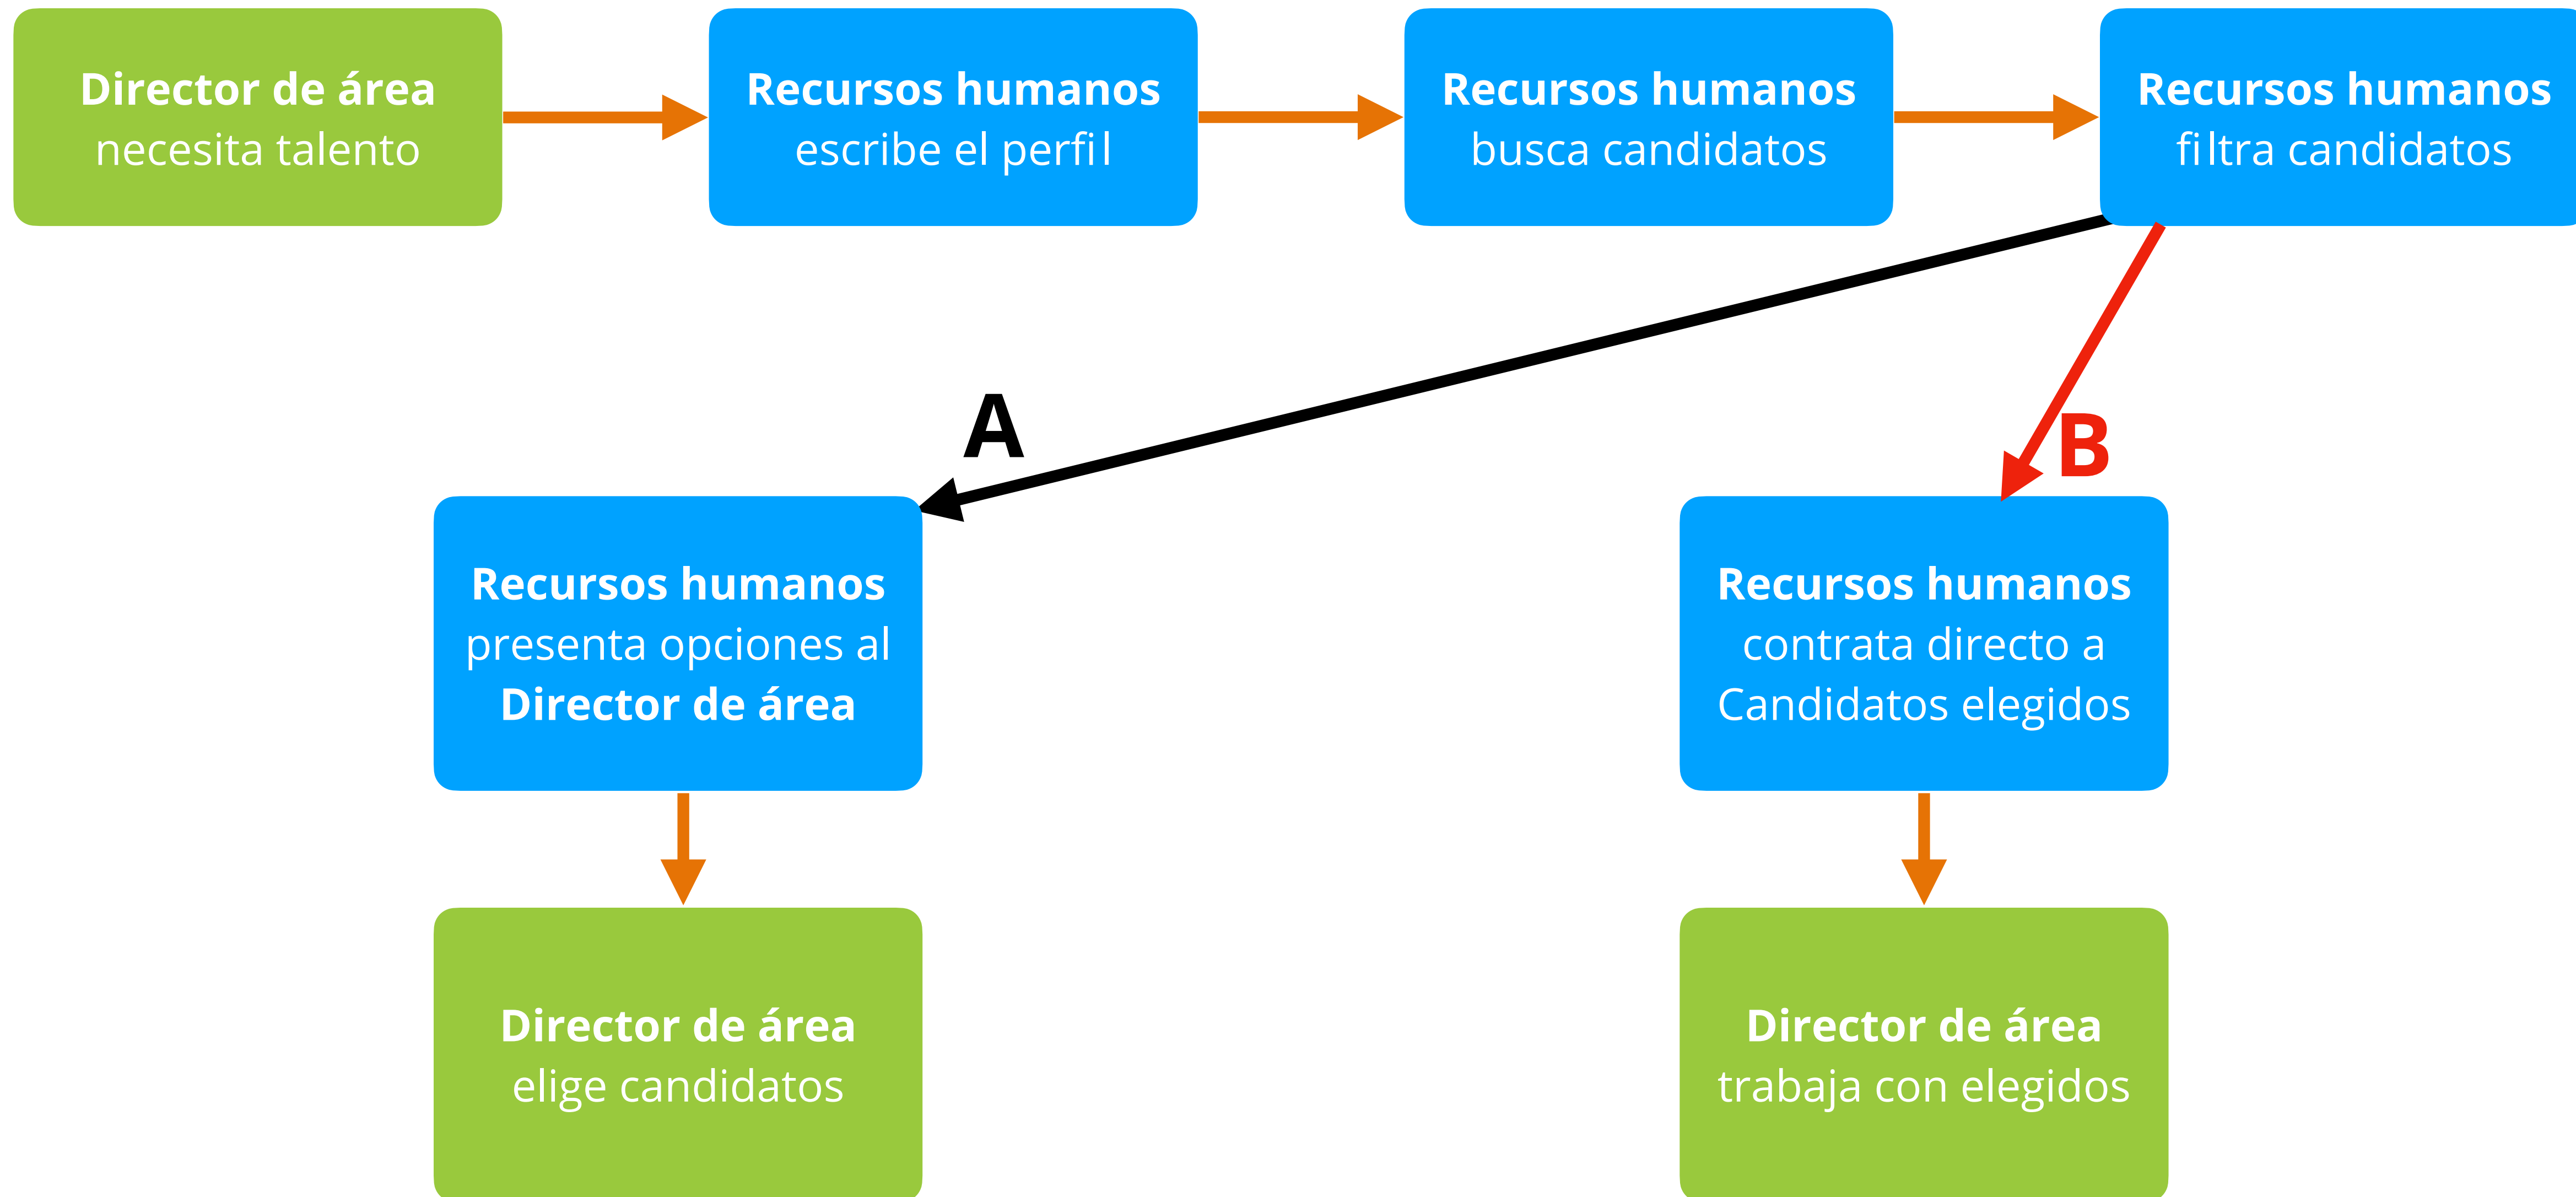 Director de área
necesita talento
Recursos humanos
escribe el perfil
Recursos humanos
busca candidatos
Recursos humanos
filtra candidatos
A
B
Recursos humanos
presenta opciones al
Director de área
Recursos humanos
contrata directo a
Candidatos elegidos
Director de área
elige candidatos
Director de área
trabaja con elegidos